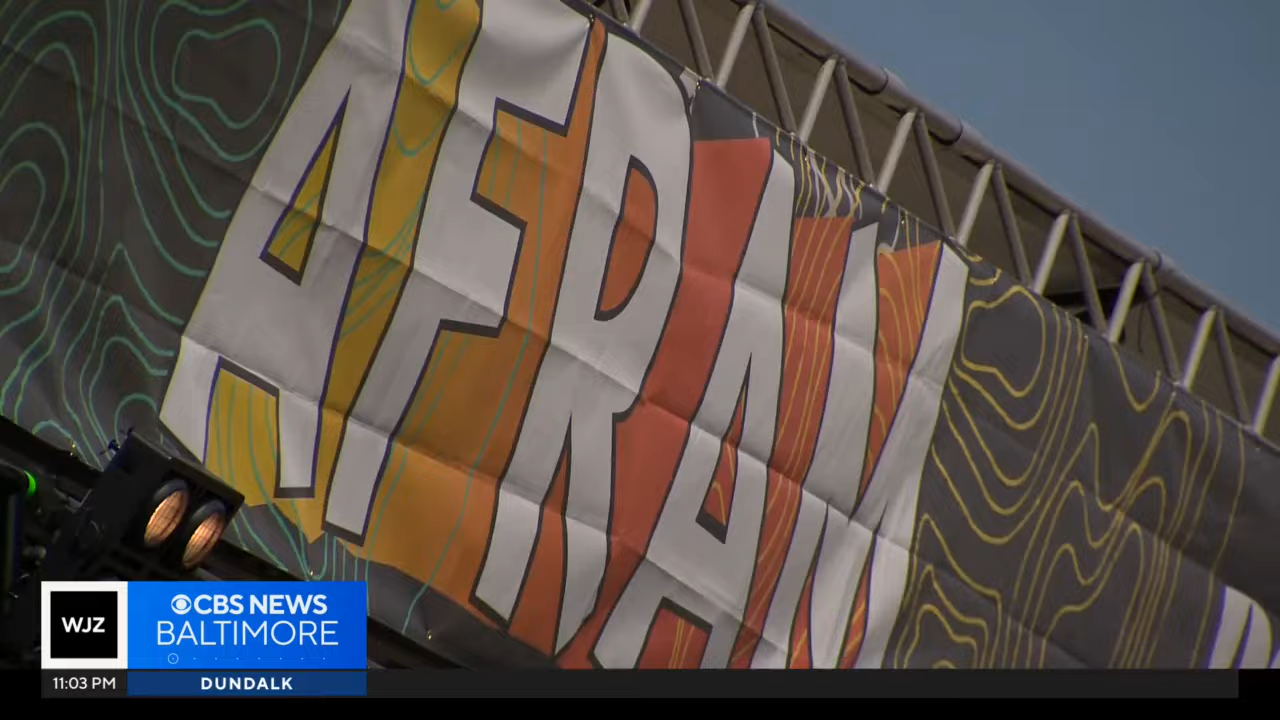 AFRAM
WJZ
CBS NEWS
BALTIMORE
11:03 PM
DUNDALK